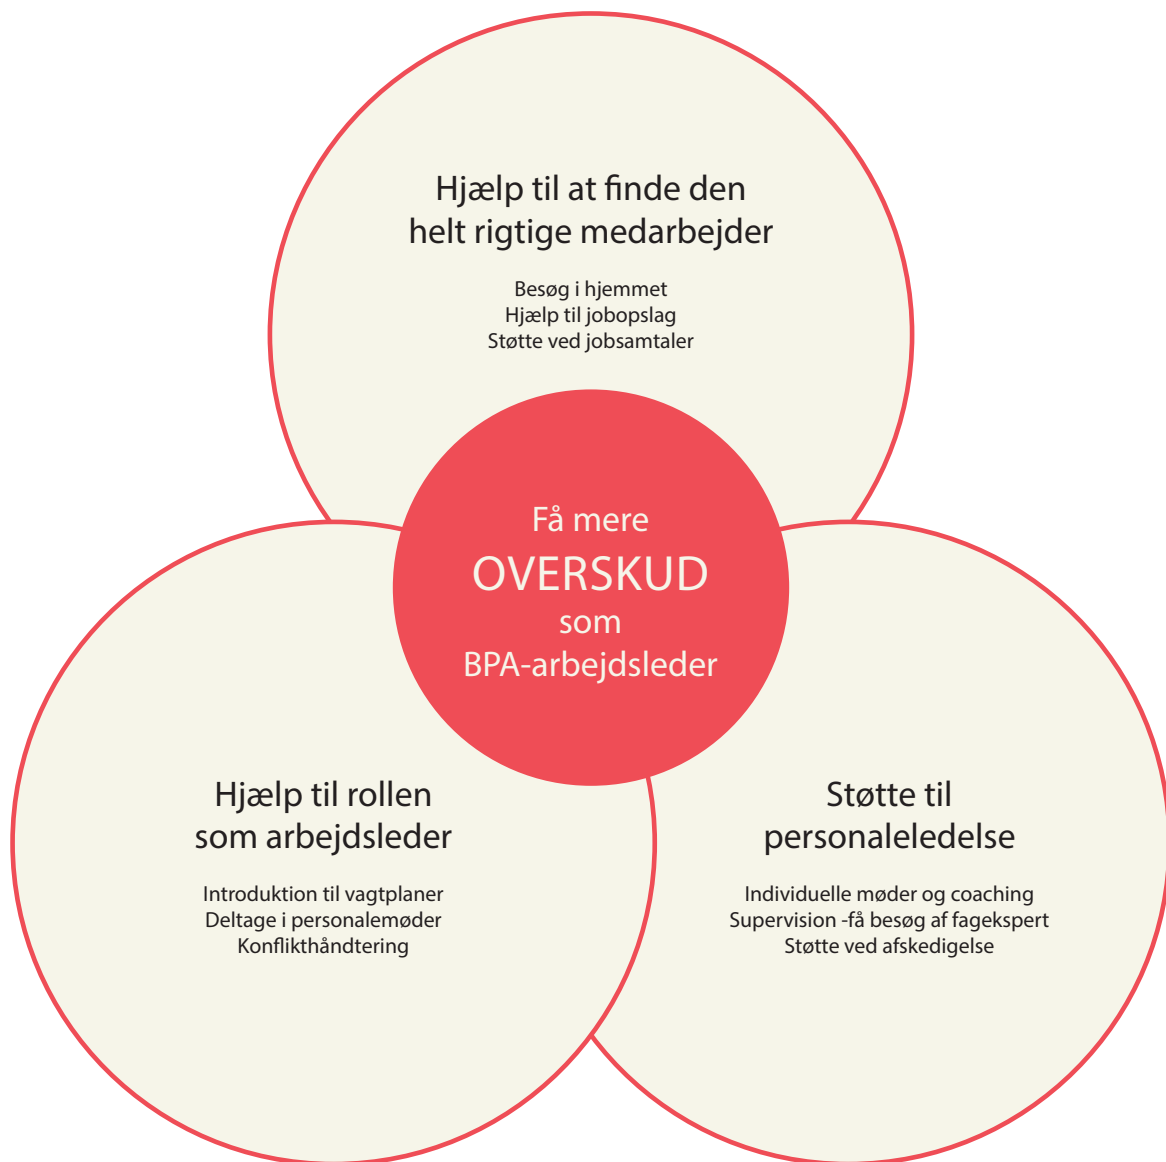 Hjælp til at finde den
helt rigtige medarbejder
Besøg i hjemmet
Hjælp til jobopslag
Støtte ved jobsamtaler
Få mere
OVERSKUD
som
BPA-arbejdsleder
Hjælp til rollen
som arbejdsleder
Introduktion til vagtplaner
Deltage i personalemøder
Konflikthåndtering
Støtte til
personaleledelse
Individuelle møder og coaching
Supervision -få besøg af fagekspert
Støtte ved afskedigelse